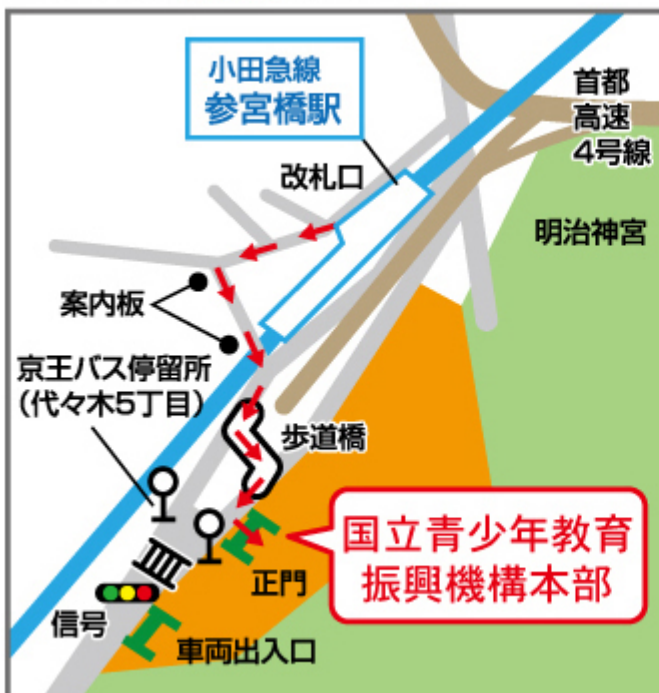 小田急線
参宮橋駅
首都
高速
4号線
改札口
明治神宮
案内板
京王バス停留所
（代々木5丁目）
歩道橋
国立青少年教育
振興機構本部
正門
信号
車両出入口